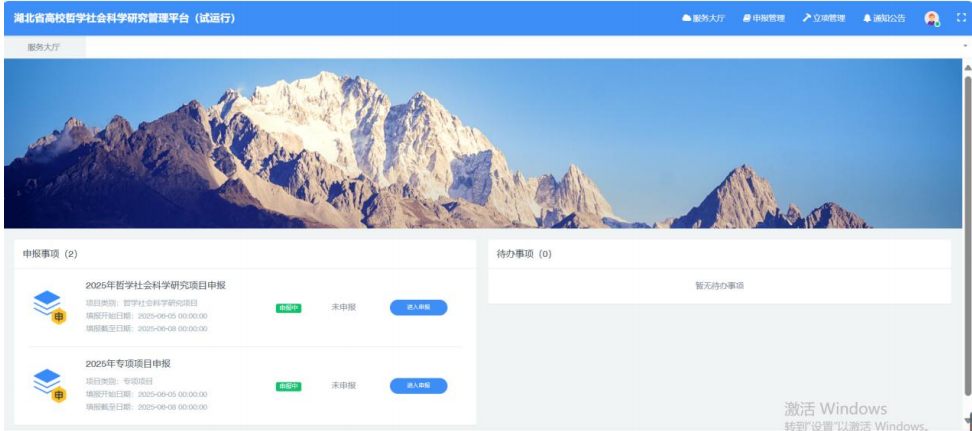 湖北省高校哲学社会科学研究管理平台（试运行）
服务大厅 申报管理 立项管理 通知公告
服务大厅
申报事项（2）
2025年哲学社会科学研究项目申报
项目类别：哲学社会科学研究项目
填报开始日期：2025-06-05 00:00:00
填报截至日期：2025-06-08 00:00:00
申报中 未申报 进入申报
申
2025年专项项目申报
项目类别：专项项目
填报开始日期：2025-06-05 00:00:00
填报截至日期：2025-06-08 00:00:00
申报中 未申报 进入申报
申
待办事项（0）
暂无待办事项
激活 Windows
转到"设置"以激活 Windows。